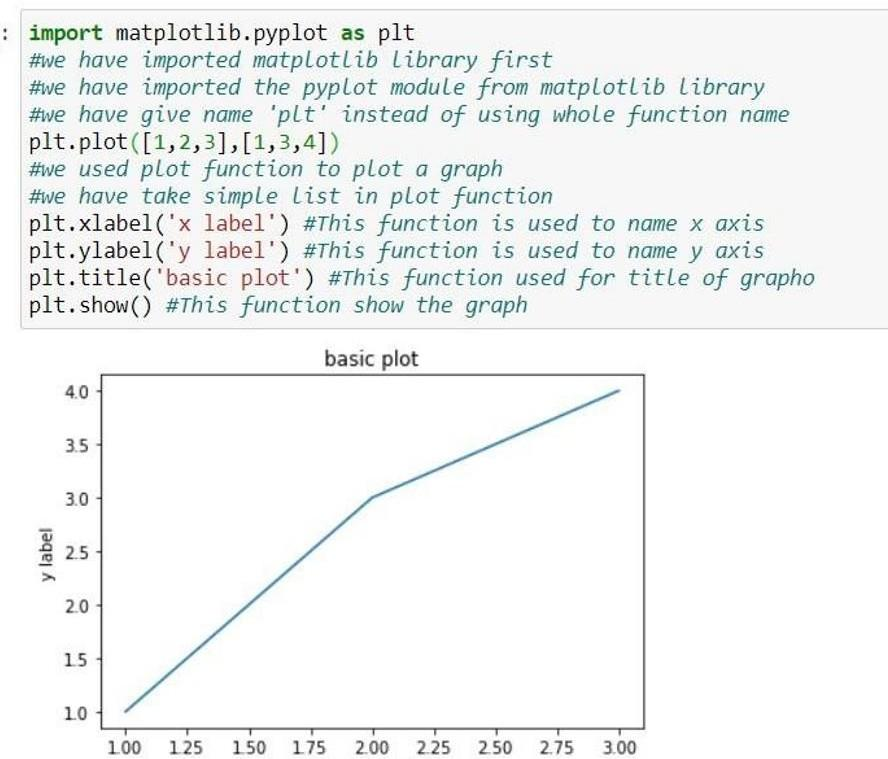 : import matplotlib.pyplot as plt
#we have imported matplotlib library first
#we have imported the pyplot module from matplotlib library
#we have give name 'plt' instead of using whole function name
plt.plot([1,2,3],[1,3,4])
#we used plot function to plot a graph
#we have take simple list in plot function
plt.xlabel('x label') #This function is used to name x axis
plt.ylabel('y label') #This function is used to name y axis
plt.title('basic plot') #This function used for title of grapho
plt.show() #This function show the graph
basic plot
4.0
3.5
3.0
y label
2.5
2.0
1.5
1.0
1.00 1.25 1.50 1.75 2.00 2.25 2.50 2.75 3.00